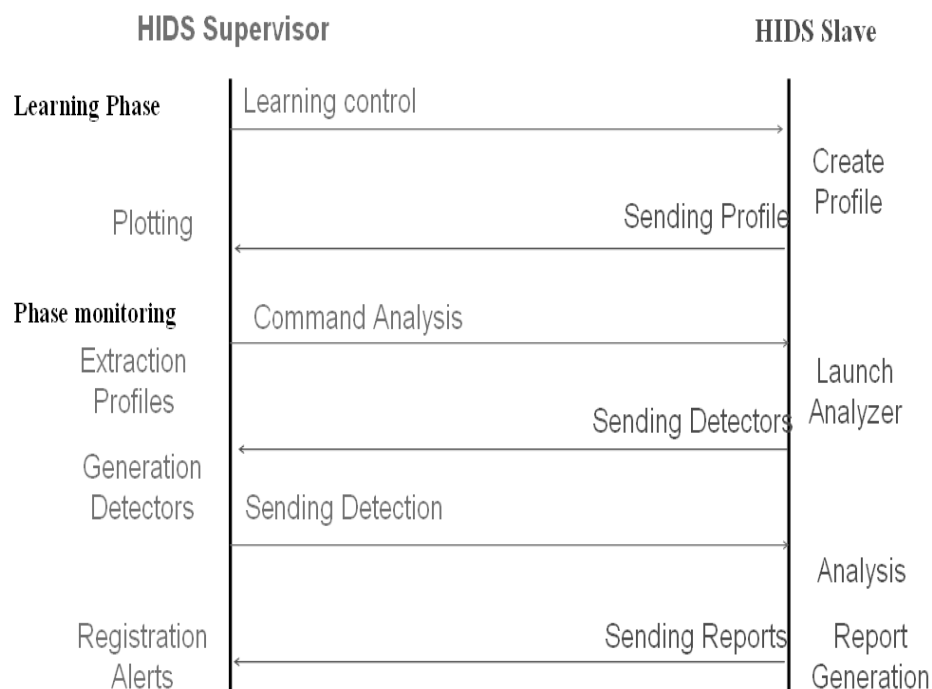 HIDS Supervisor
HIDS Slave
Learning Phase
Learning control
Create
Profile
Sending Profile
Plotting
Phase monitoring
Command Analysis
Extraction
Profiles
Launch
Analyzer
Sending Detectors
Generation
Detectors
Sending Detection
Analysis
Registration
Alerts
Sending Reports
Report
Generation